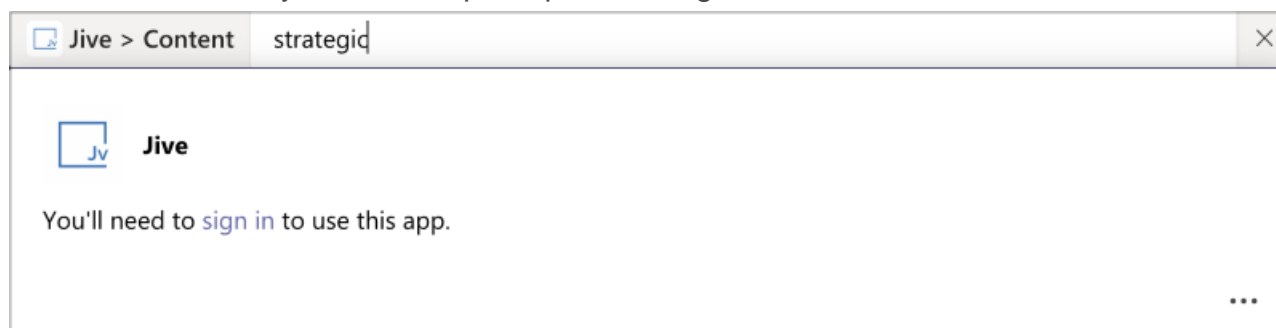 Jive > Content strategic
Jv Jive
You'll need to sign in to use this app.